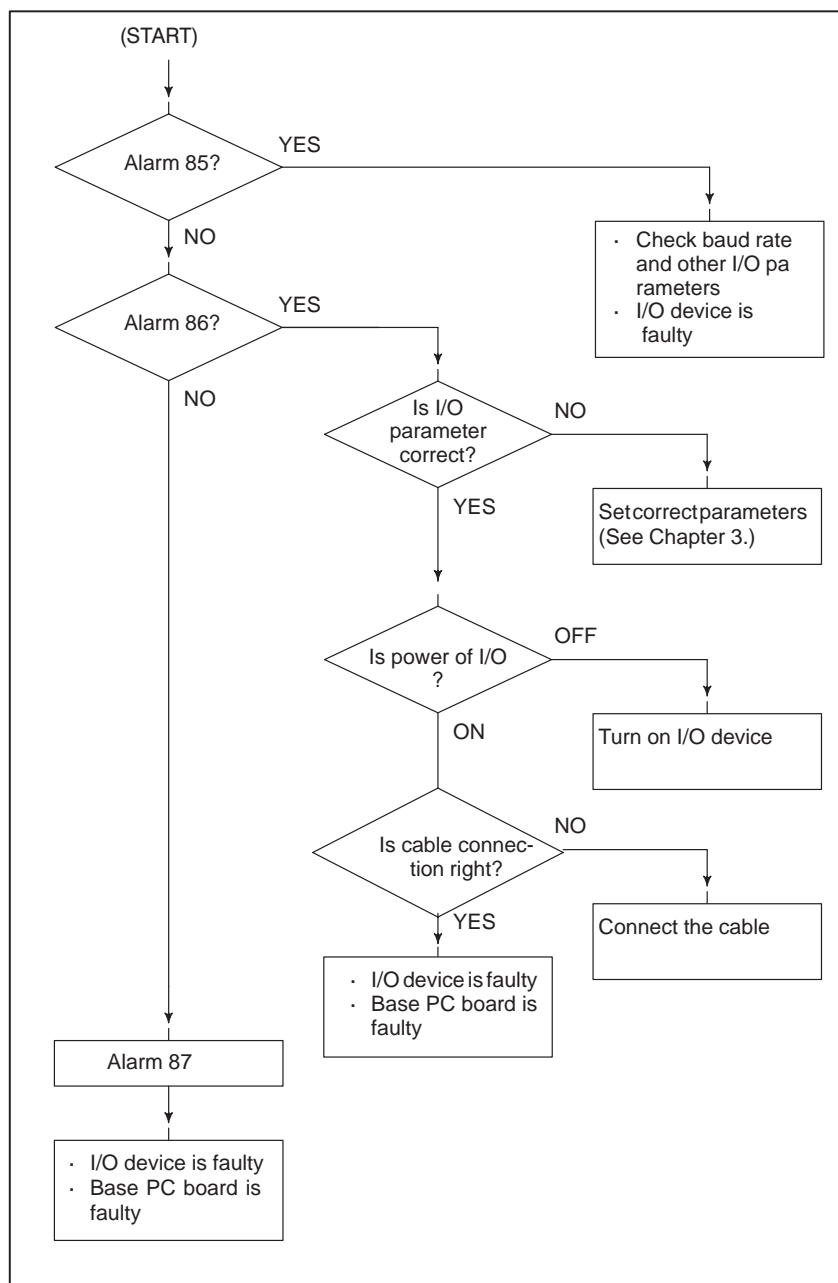 (START)
Alarm 85?
YES
NO
· Check baud rate
and other I/O pa
rameters
· I/O device is
faulty
Alarm 86?
YES
NO
Is I/O
parameter
correct?
NO
YES
Set correct parameters
(See Chapter 3.)
Is power of I/O
?
OFF
ON
Turn on I/O device
Is cable connec-
tion right?
NO
YES
Connect the cable
· I/O device is faulty
· Base PC board is
faulty
Alarm 87
· I/O device is faulty
· Base PC board is
faulty